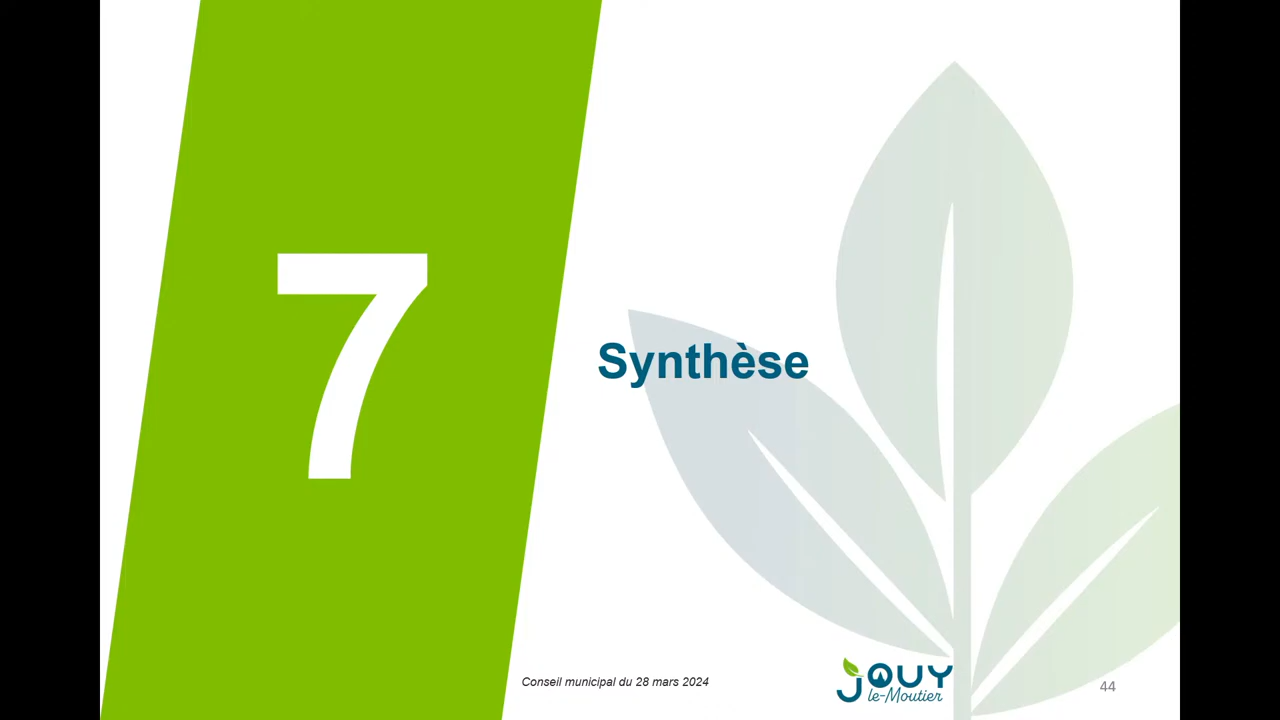 7
Synthèse
Conseil municipal du 28 mars 2024
JOUY
le-Moutier
44